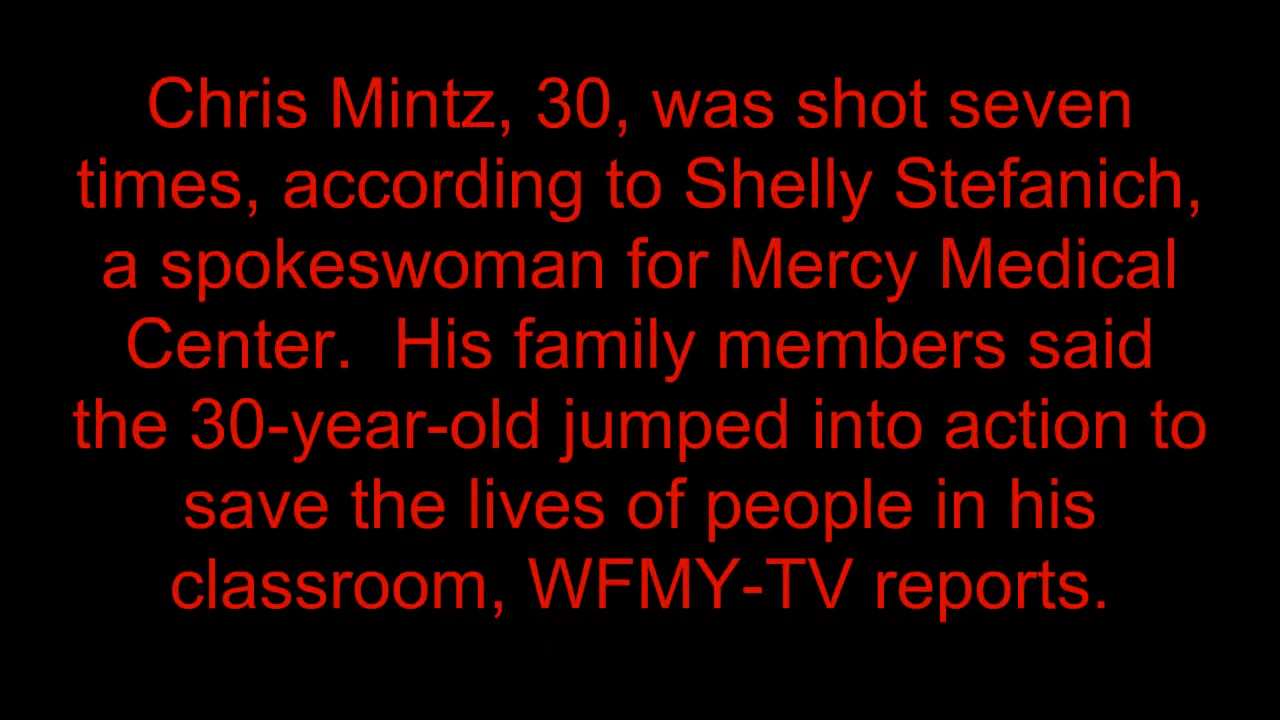 Chris Mintz, 30, was shot seven
times, according to Shelly Stefanich,
a spokeswoman for Mercy Medical
Center.  His family members said
the 30-year-old jumped into action to
save the lives of people in his
classroom, WFMY-TV reports.